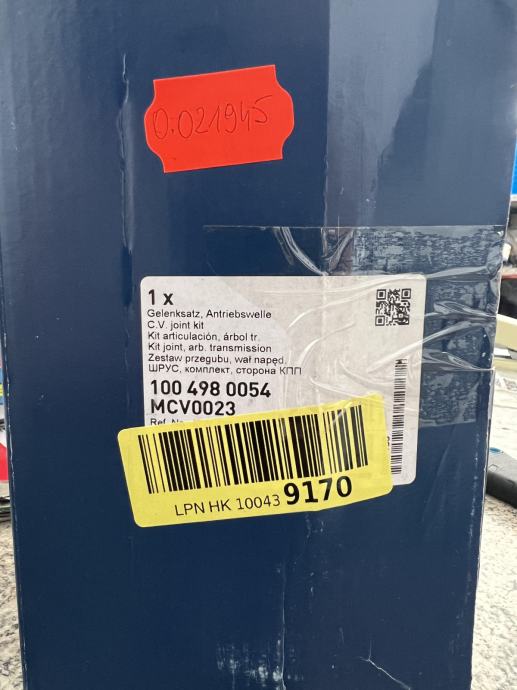 0.021945
1 x
Gelenksatz, Antriebswelle
C.V. joint kit
Kit articulación, árbol tr.
Kit joint, arb. transmission
Zestaw przegubu, wał napęd.
ШРУС, комплект, сторона КПП
100 498 0054
MCV0023
LPN HK 10043 9170